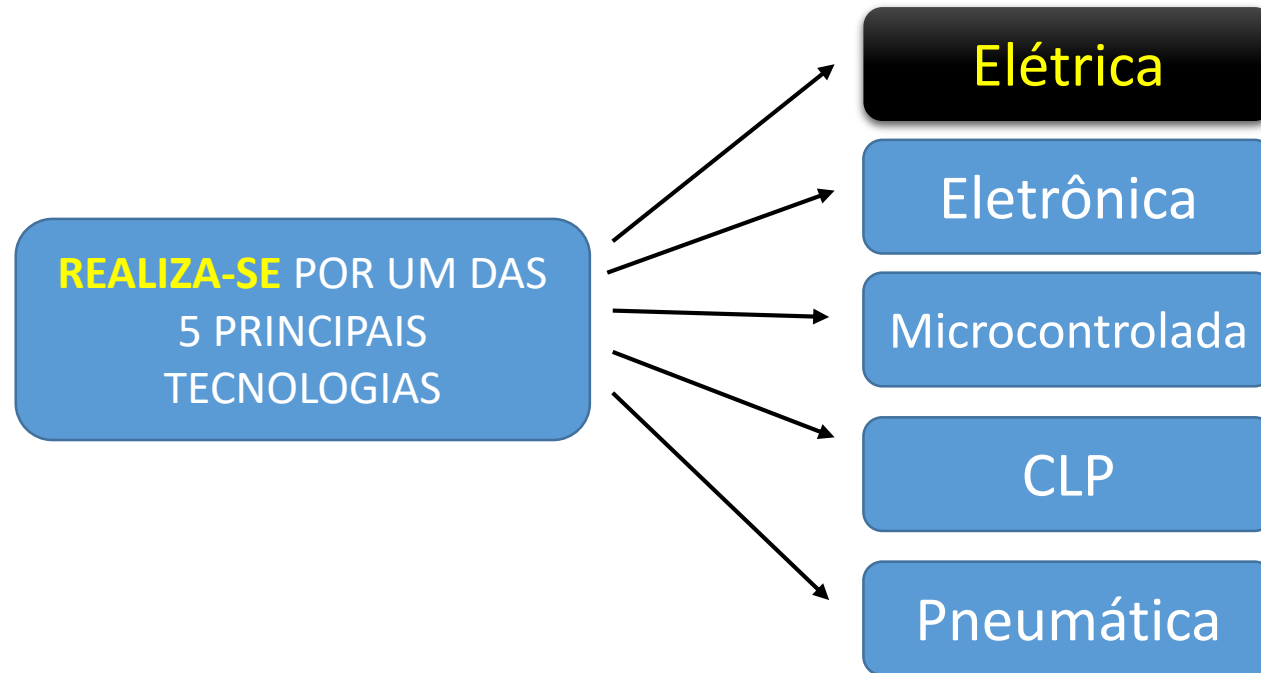 REALIZA-SE POR UM DAS
5 PRINCIPAIS
TECNOLOGIAS
Elétrica
Eletrônica
Microcontrolada
CLP
Pneumática